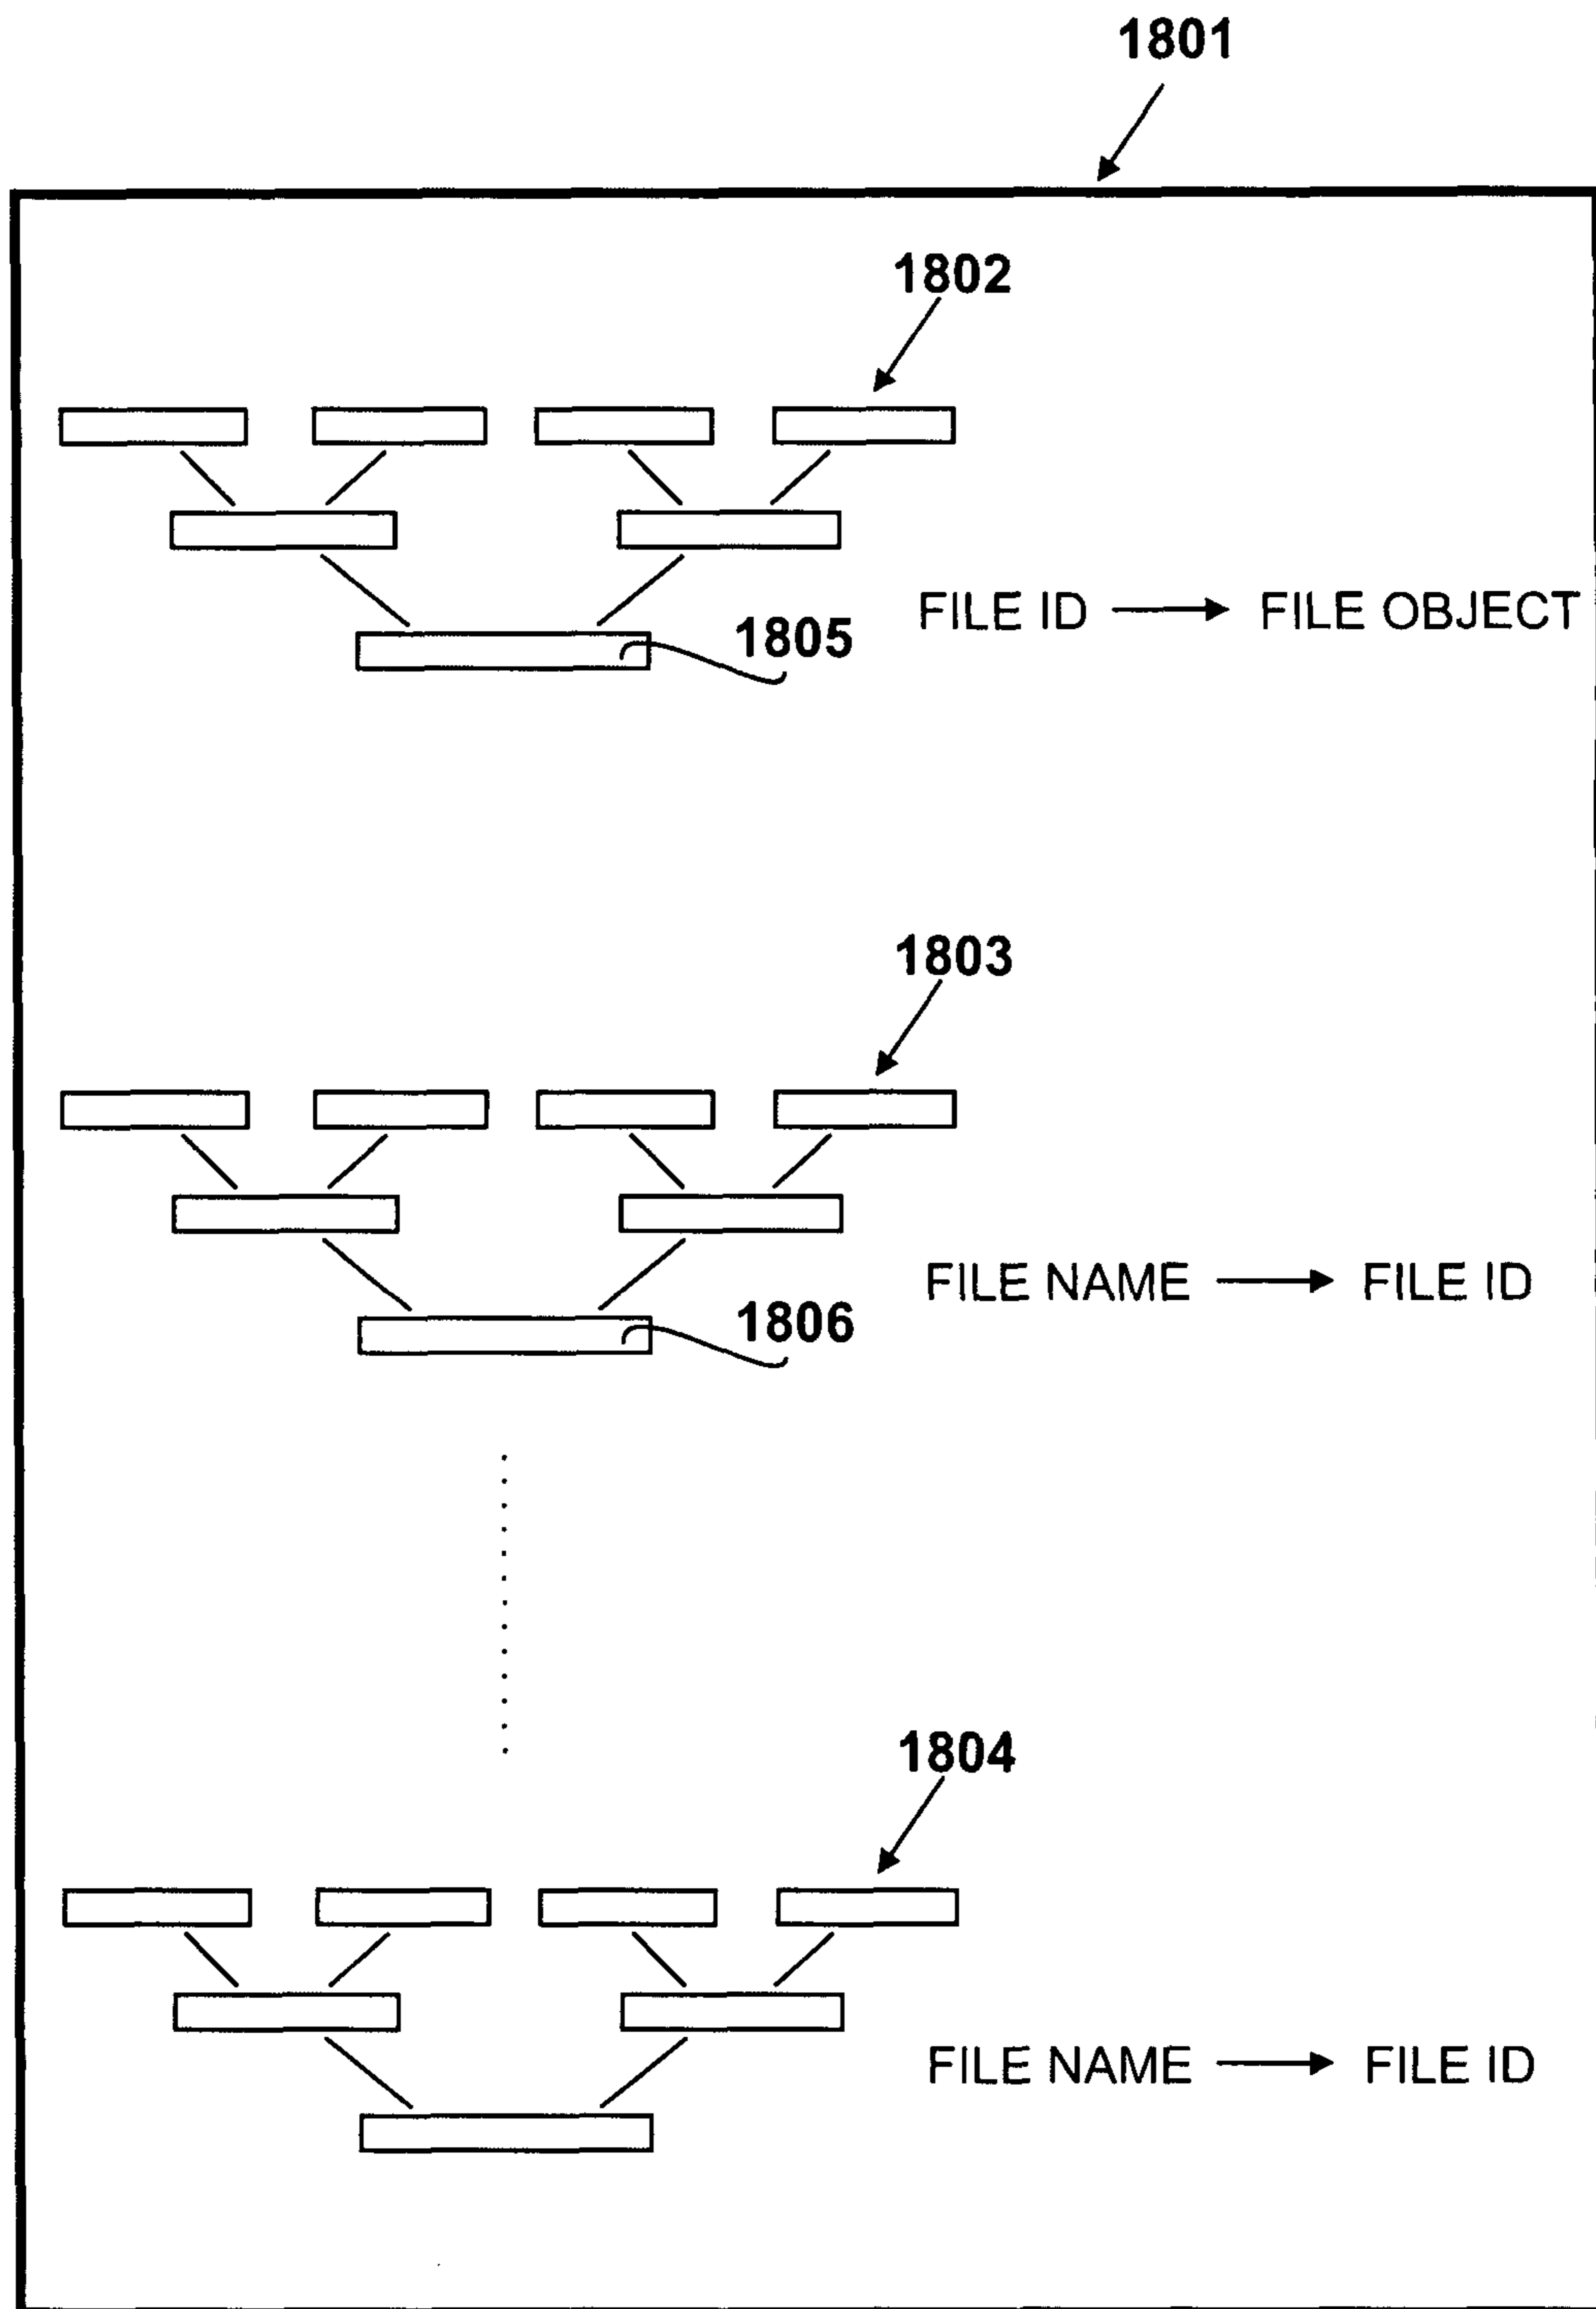 1801
1802
FILE ID → FILE OBJECT
1805
1803
FILE NAME → FILE ID
1806
1804
FILE NAME → FILE ID